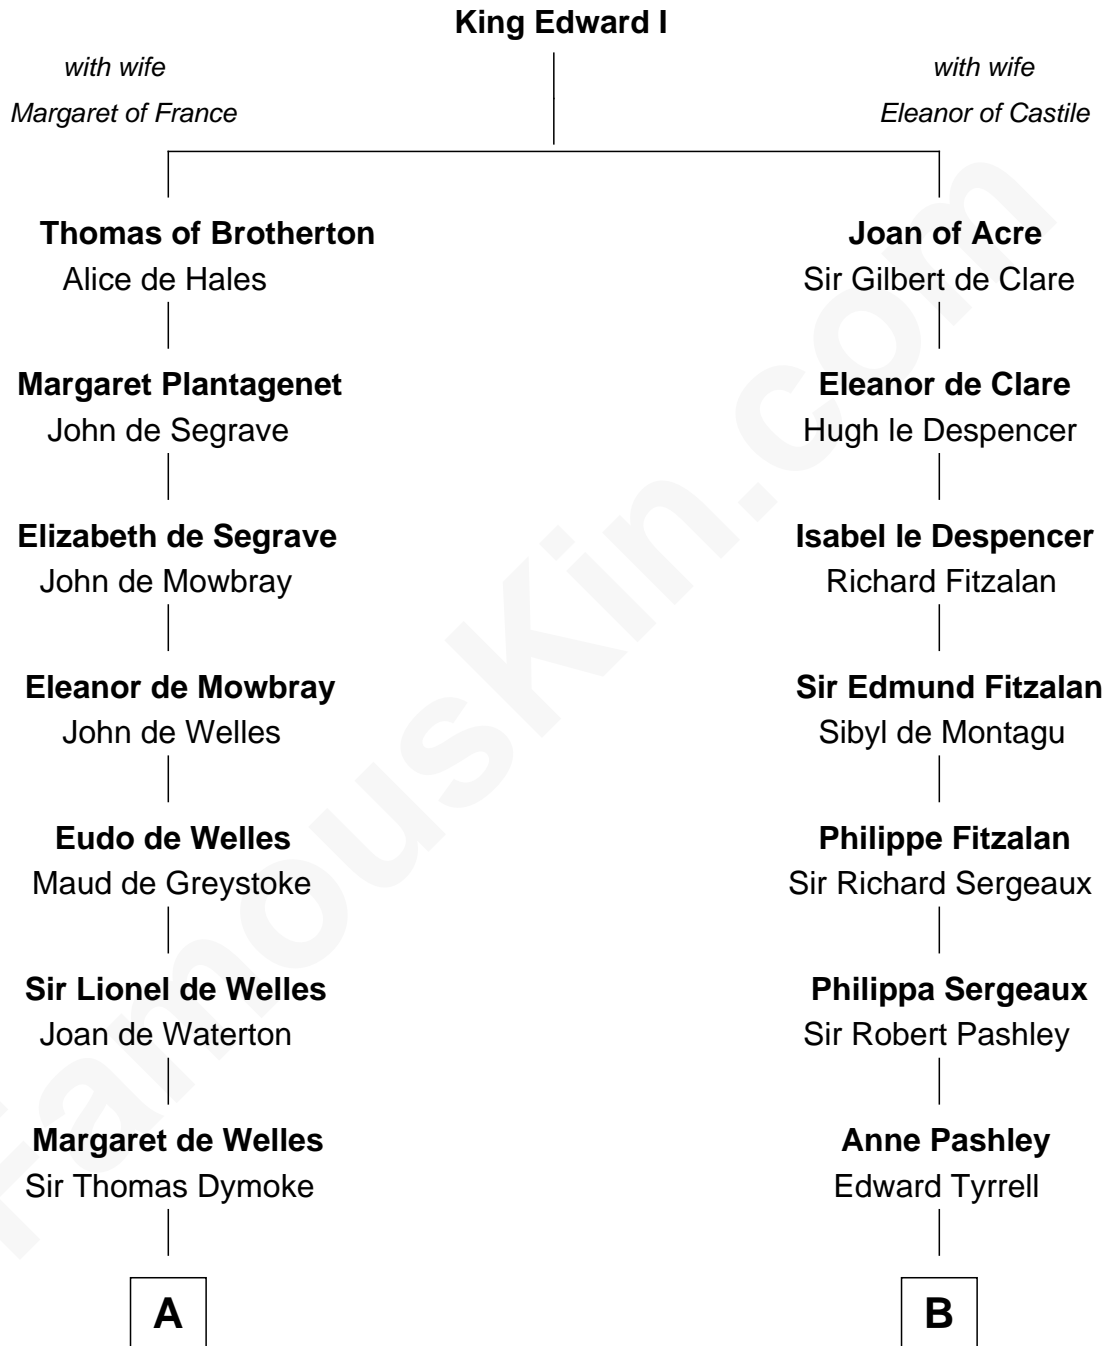 King Edward I
with wife
Margaret of France
with wife
Eleanor of Castile
Thomas of Brotherton
Alice de Hales
Joan of Acre
Sir Gilbert de Clare
Margaret Plantagenet
John de Segrave
Eleanor de Clare
Hugh le Despencer
Elizabeth de Segrave
John de Mowbray
Isabel le Despencer
Richard Fitzalan
Eleanor de Mowbray
John de Welles
Sir Edmund Fitzalan
Sibyl de Montagu
Eudo de Welles
Maud de Greystoke
Philippe Fitzalan
Sir Richard Sergeaux
Sir Lionel de Welles
Joan de Waterton
Philippa Sergeaux
Sir Robert Pashley
Margaret de Welles
Sir Thomas Dymoke
Anne Pashley
Edward Tyrrell
A
B
FamousKin.com